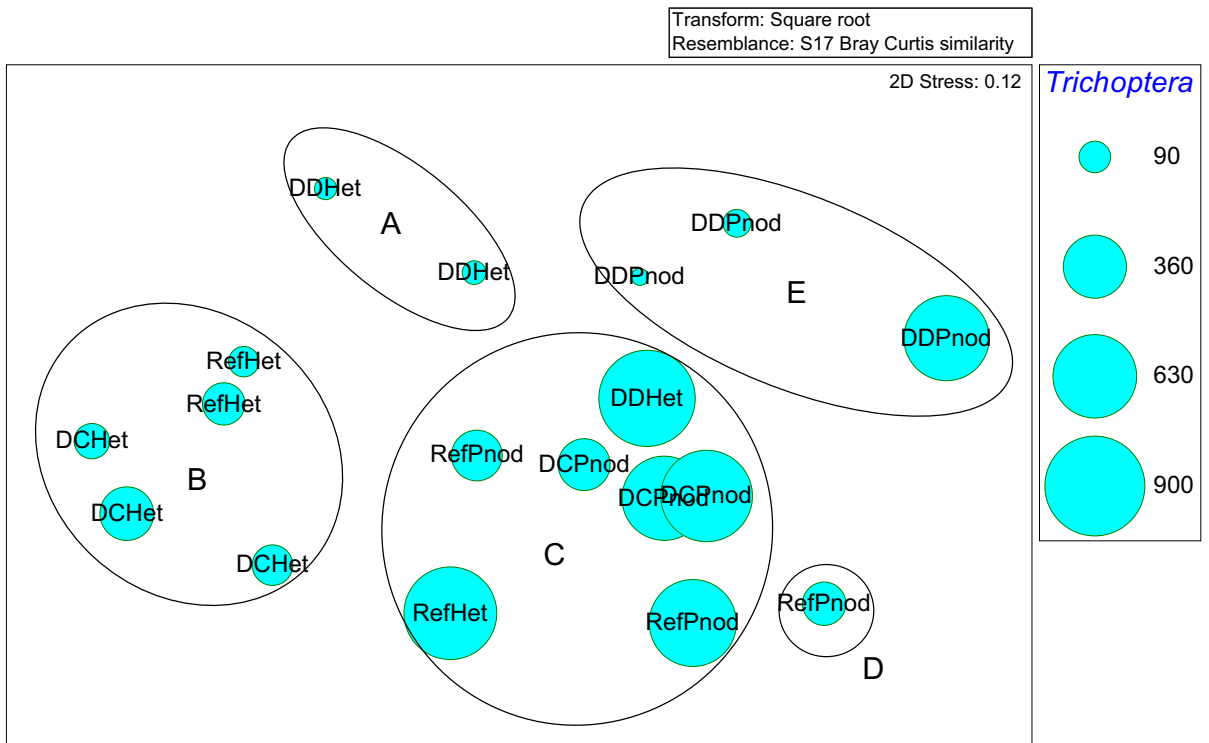 Transform: Square root
Resemblance: S17 Bray Curtis similarity
2D Stress: 0.12
Trichoptera
90
360
630
900
DDHet
A
DDHet
DDPnod
DDPnod
E
DDPnod
RefHet
RefHet
DCHet
B
DCHet
DCHet
DDHet
RefPnod
DCPnod
DCPnod
DCPnod
C
RefHet
RefPnod
RefPnod
D